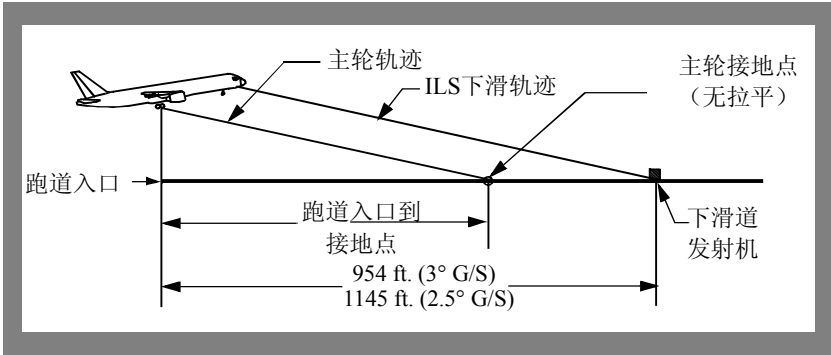 主轮轨迹
ILS下滑轨迹
主轮接地点
（无拉平）
跑道入口
跑道入口到
接地点
下滑道
发射机
954 ft. (3° G/S)
1145 ft. (2.5° G/S)